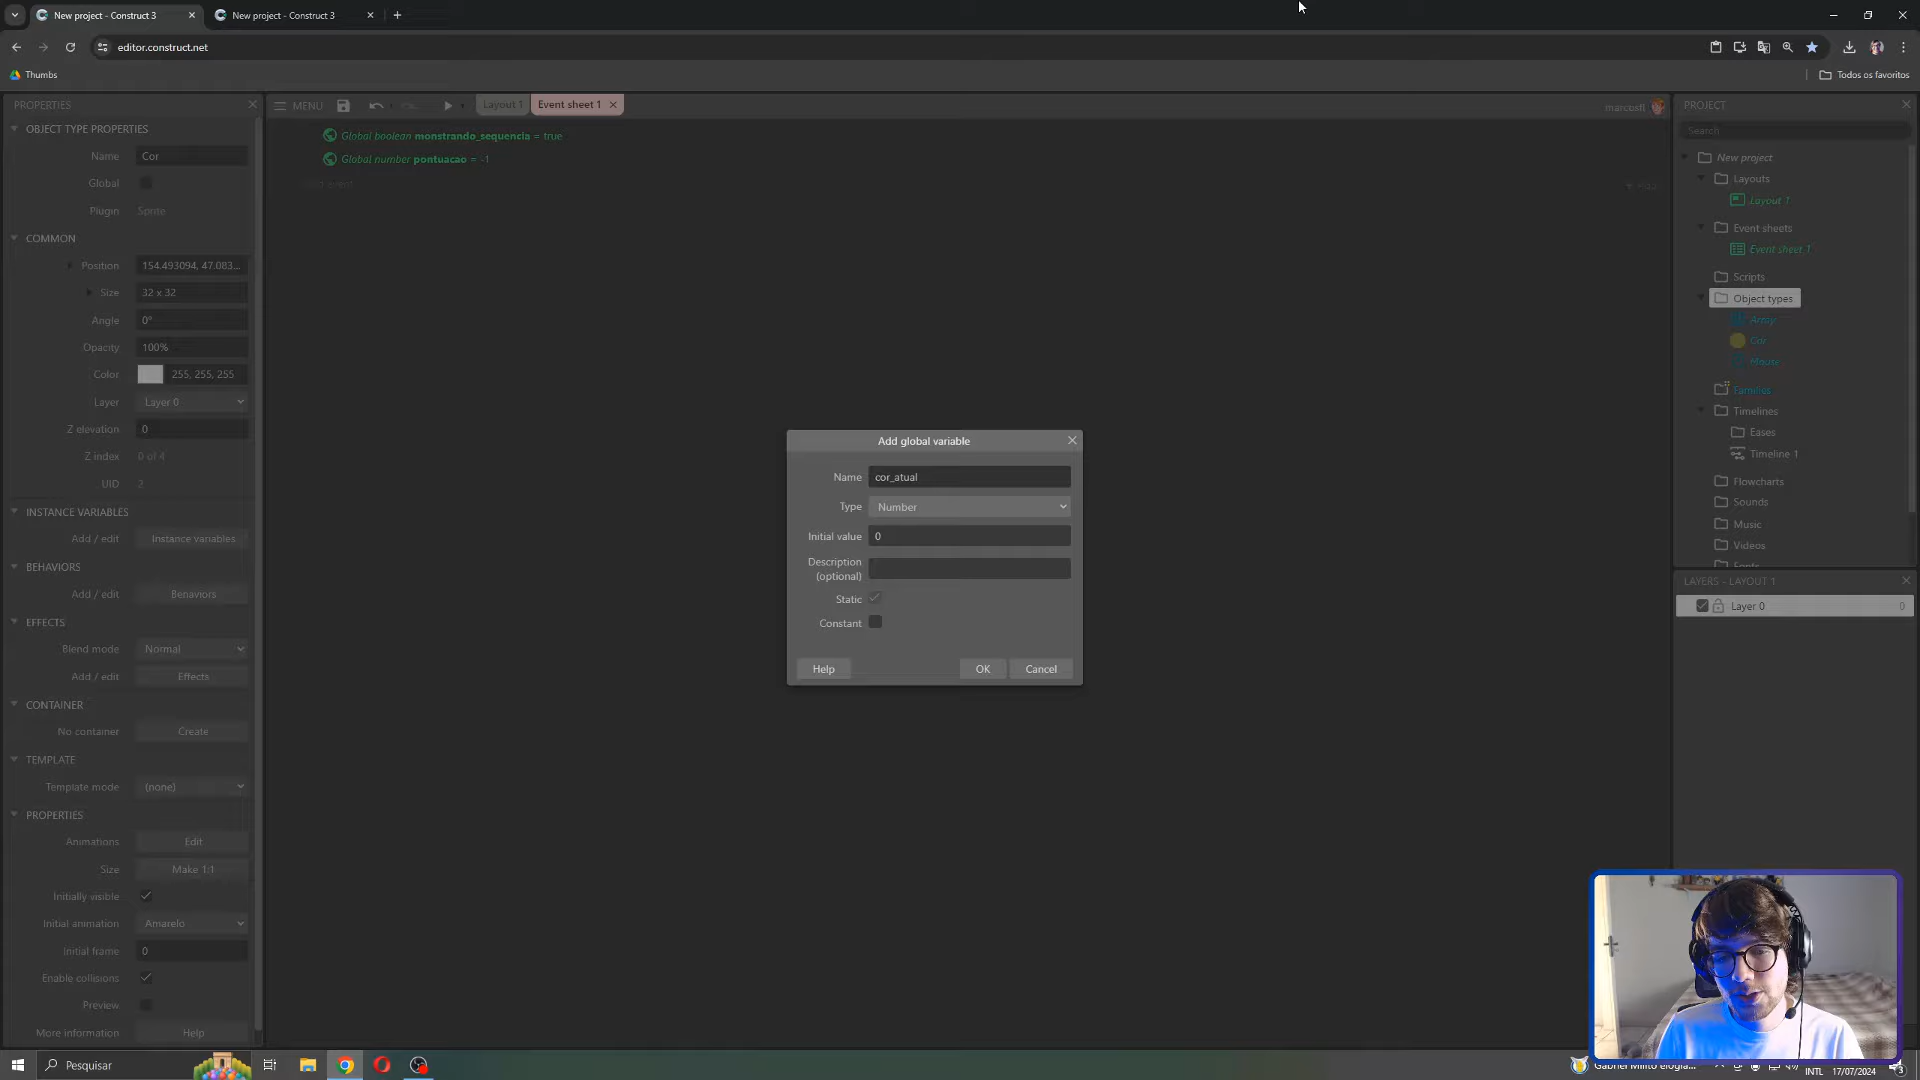 New project - Construct 3
New project - Construct 3
editor.construct.net
Thumbs
Todos os favoritos
PROPERTIES
OBJECT TYPE PROPERTIES
Name Cor
Global
Plugin Sprite
COMMON
Position 154.493094, 47.083...
Size 32 x 32
Angle 0°
Opacity 100%
Color 255, 255, 255
Layer Layer 0
Z elevation 0
Z index 0 of 4
UID 2
INSTANCE VARIABLES
Add / edit Instance variables
BEHAVIORS
Add / edit Behaviors
EFFECTS
Blend mode Normal
Add / edit Effects
CONTAINER
No container Create
TEMPLATE
Template mode (none)
PROPERTIES
Animations Edit
Size Make 1:1
Initially visible
Initial animation Amarelo
Initial frame 0
Enable collisions
Preview
More information Help
MENU
Layout 1
Event sheet 1
marcosfl
Global boolean monstrando_sequencia = true
Global number pontuacao = -1
Add global variable
Name cor_atual
Type Number
Initial value 0
Description
(optional)
Static
Constant
Help OK Cancel
PROJECT
Search
New project
Layouts
Layout 1
Event sheets
Event sheet 1
Scripts
Object types
Array
Cor
Mouse
Families
Timelines
Eases
Timeline 1
Flowcharts
Sounds
Music
Videos
LAYERS - LAYOUT 1
Layer 0 0
Pesquisar
Gabriel Milito elogia...
INTL 17/07/2024